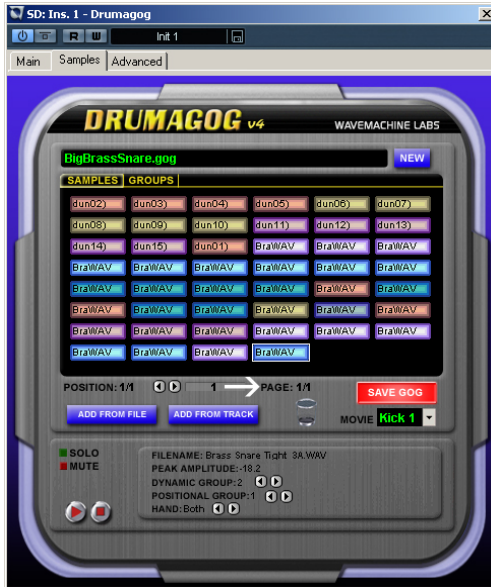 SD: Ins. 1 - Drumagog
R W Init 1
Main Samples Advanced
DRUMAGOG v4 WAVEMACHINE LABS
BigBrassSnare.gog NEW
SAMPLES GROUPS
dun02) dun03) dun04) dun05) dun06) dun07)
dun08) dun09) dun10) dun11) dun12) dun13)
dun14) dun15) dun01) BraWAV BraWAV BraWAV
BraWAV BraWAV BraWAV BraWAV BraWAV BraWAV
BraWAV BraWAV BraWAV BraWAV BraWAV BraWAV
BraWAV BraWAV BraWAV BraWAV BraWAV BraWAV
BraWAV BraWAV BraWAV BraWAV BraWAV BraWAV
BraWAV BraWAV BraWAV BraWAV
POSITION: 1/1 1 PAGE: 1/1
SAVE GOG
ADD FROM FILE ADD FROM TRACK MOVIE Kick 1
SOLO
MUTE
FILENAME: Brass Snare Tight 3A.WAV
PEAK AMPLITUDE:-18.2
DYNAMIC GROUP: 2
POSITIONAL GROUP: 1
HAND: Both